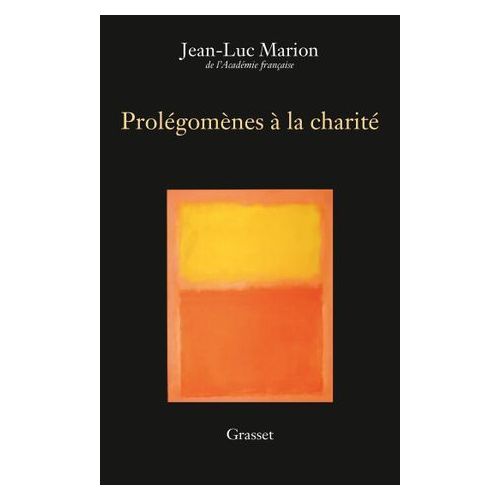 Jean-Luc Marion
de l'Académie française
Prolégomènes à la charité
Grasset